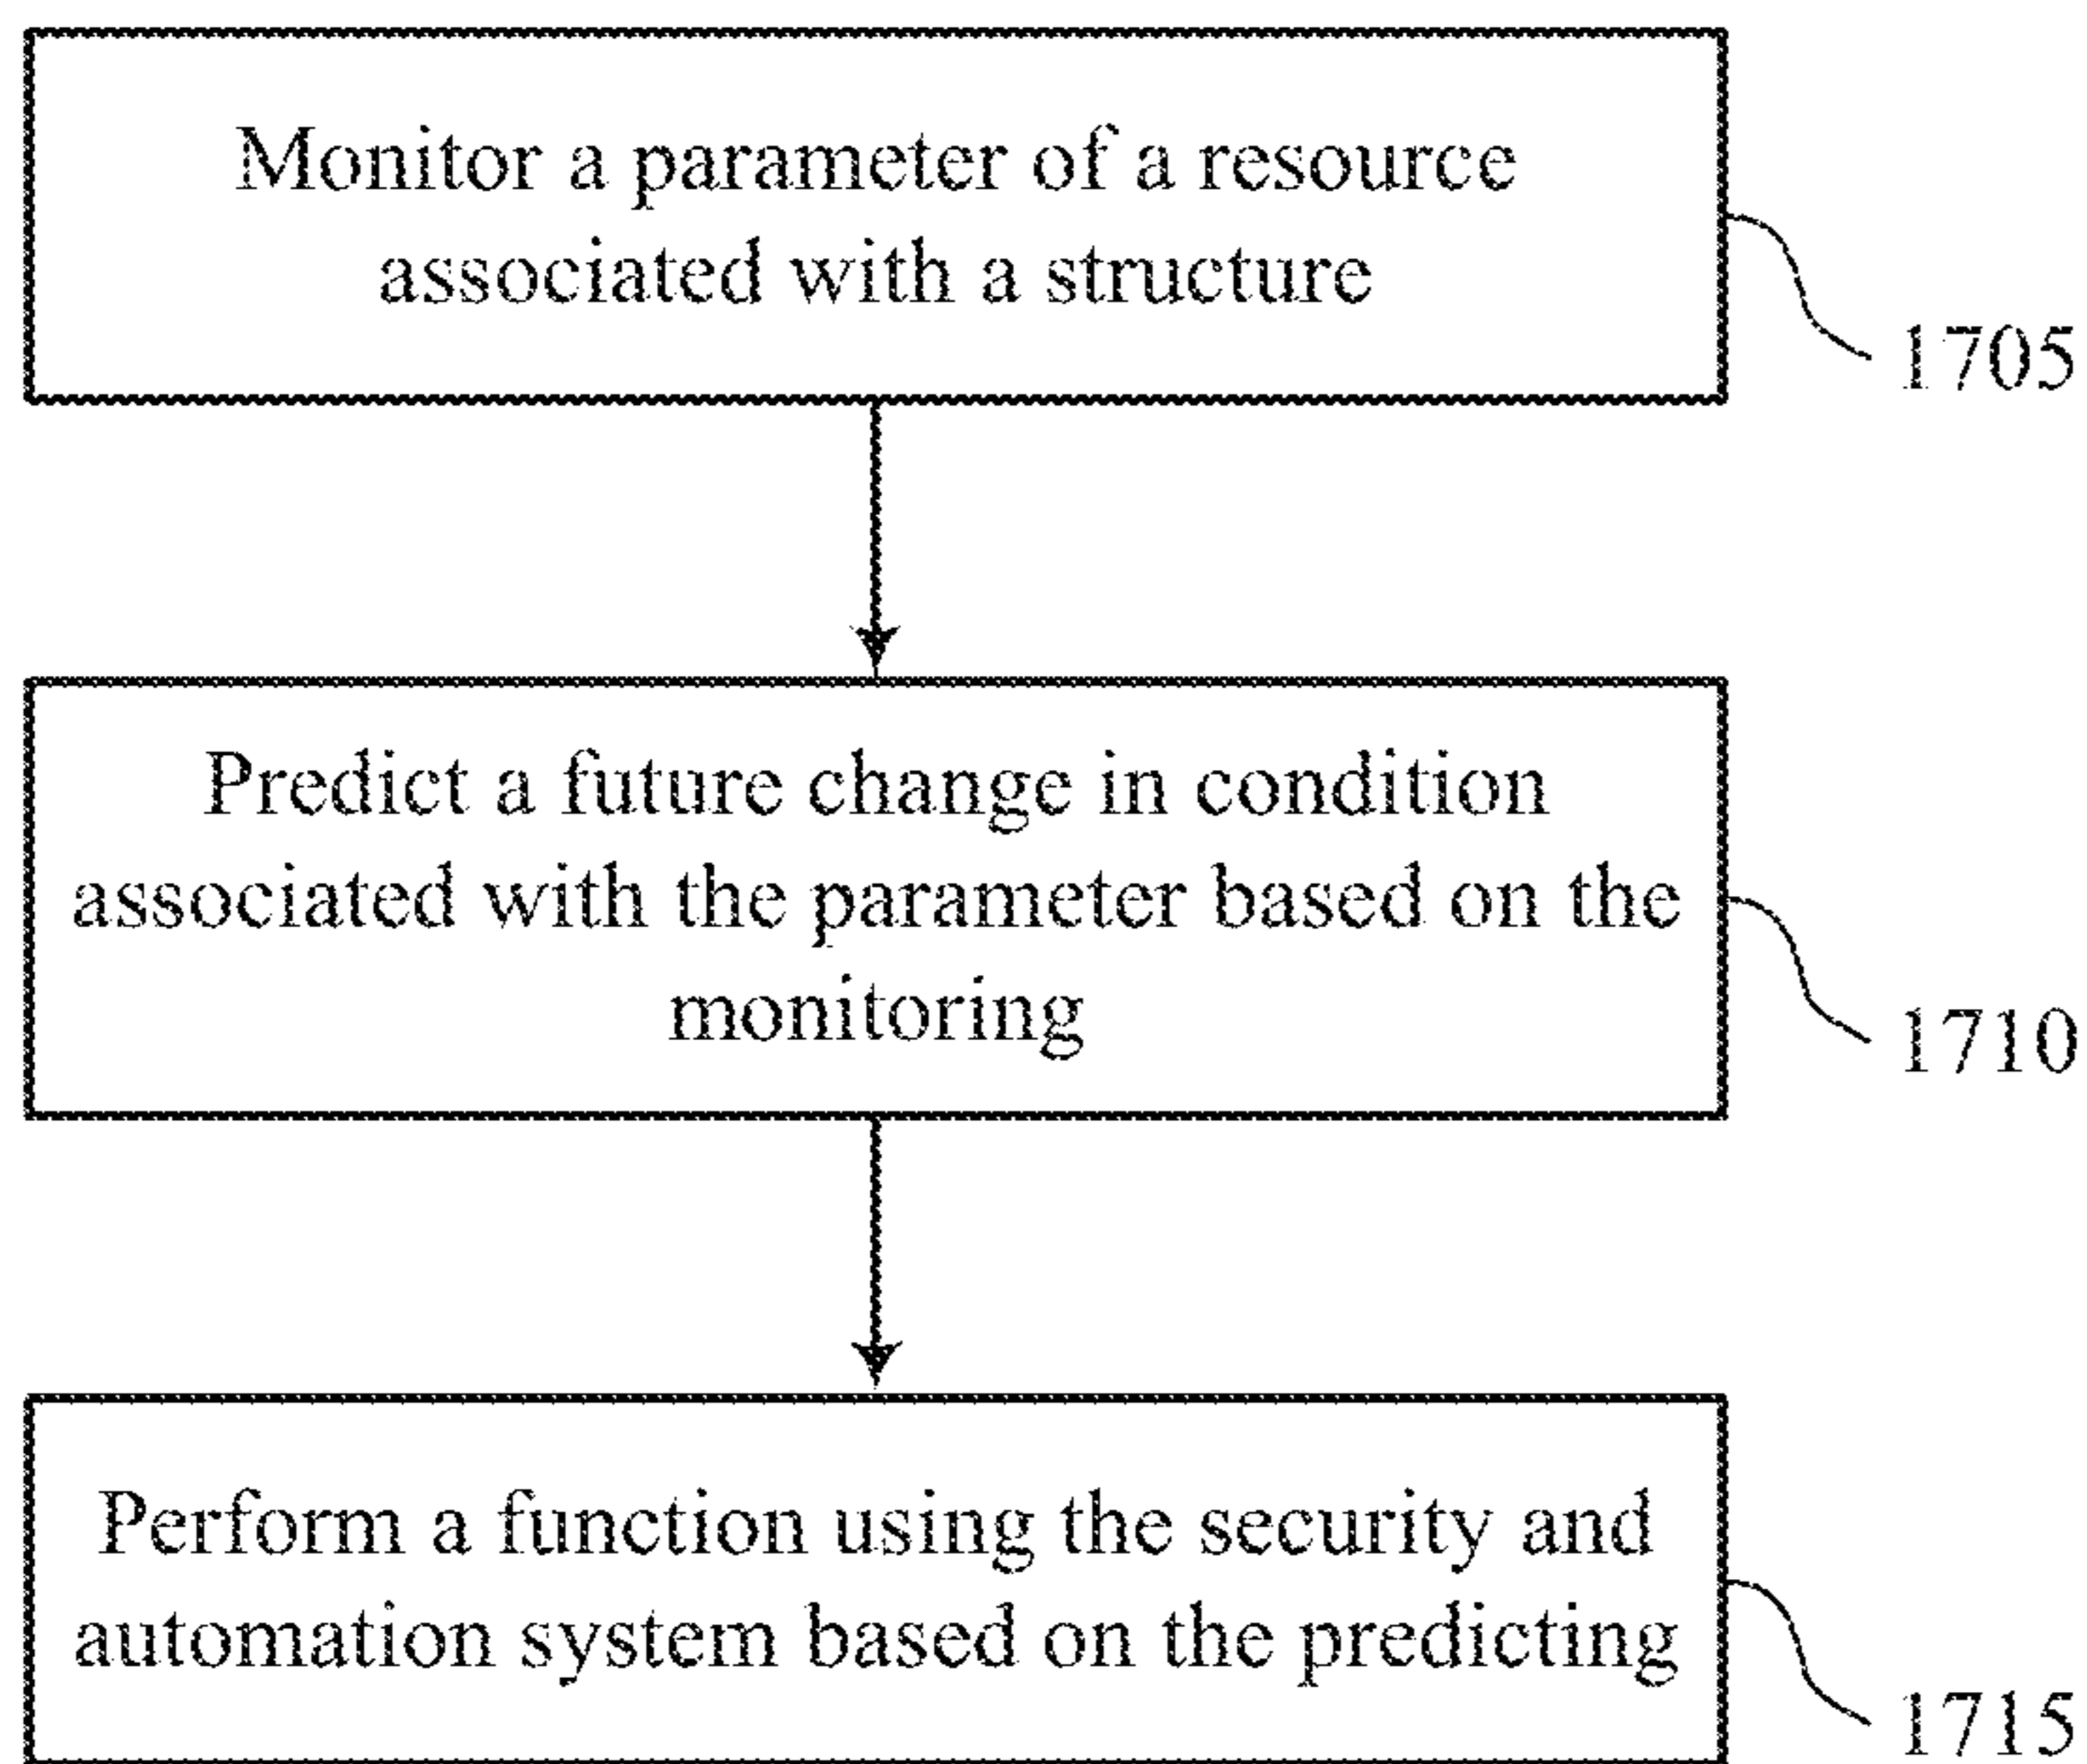 Monitor a parameter of a resource
associated with a structure
1705
Predict a future change in condition
associated with the parameter based on the
monitoring
1710
Perform a function using the security and
automation system based on the predicting
1715